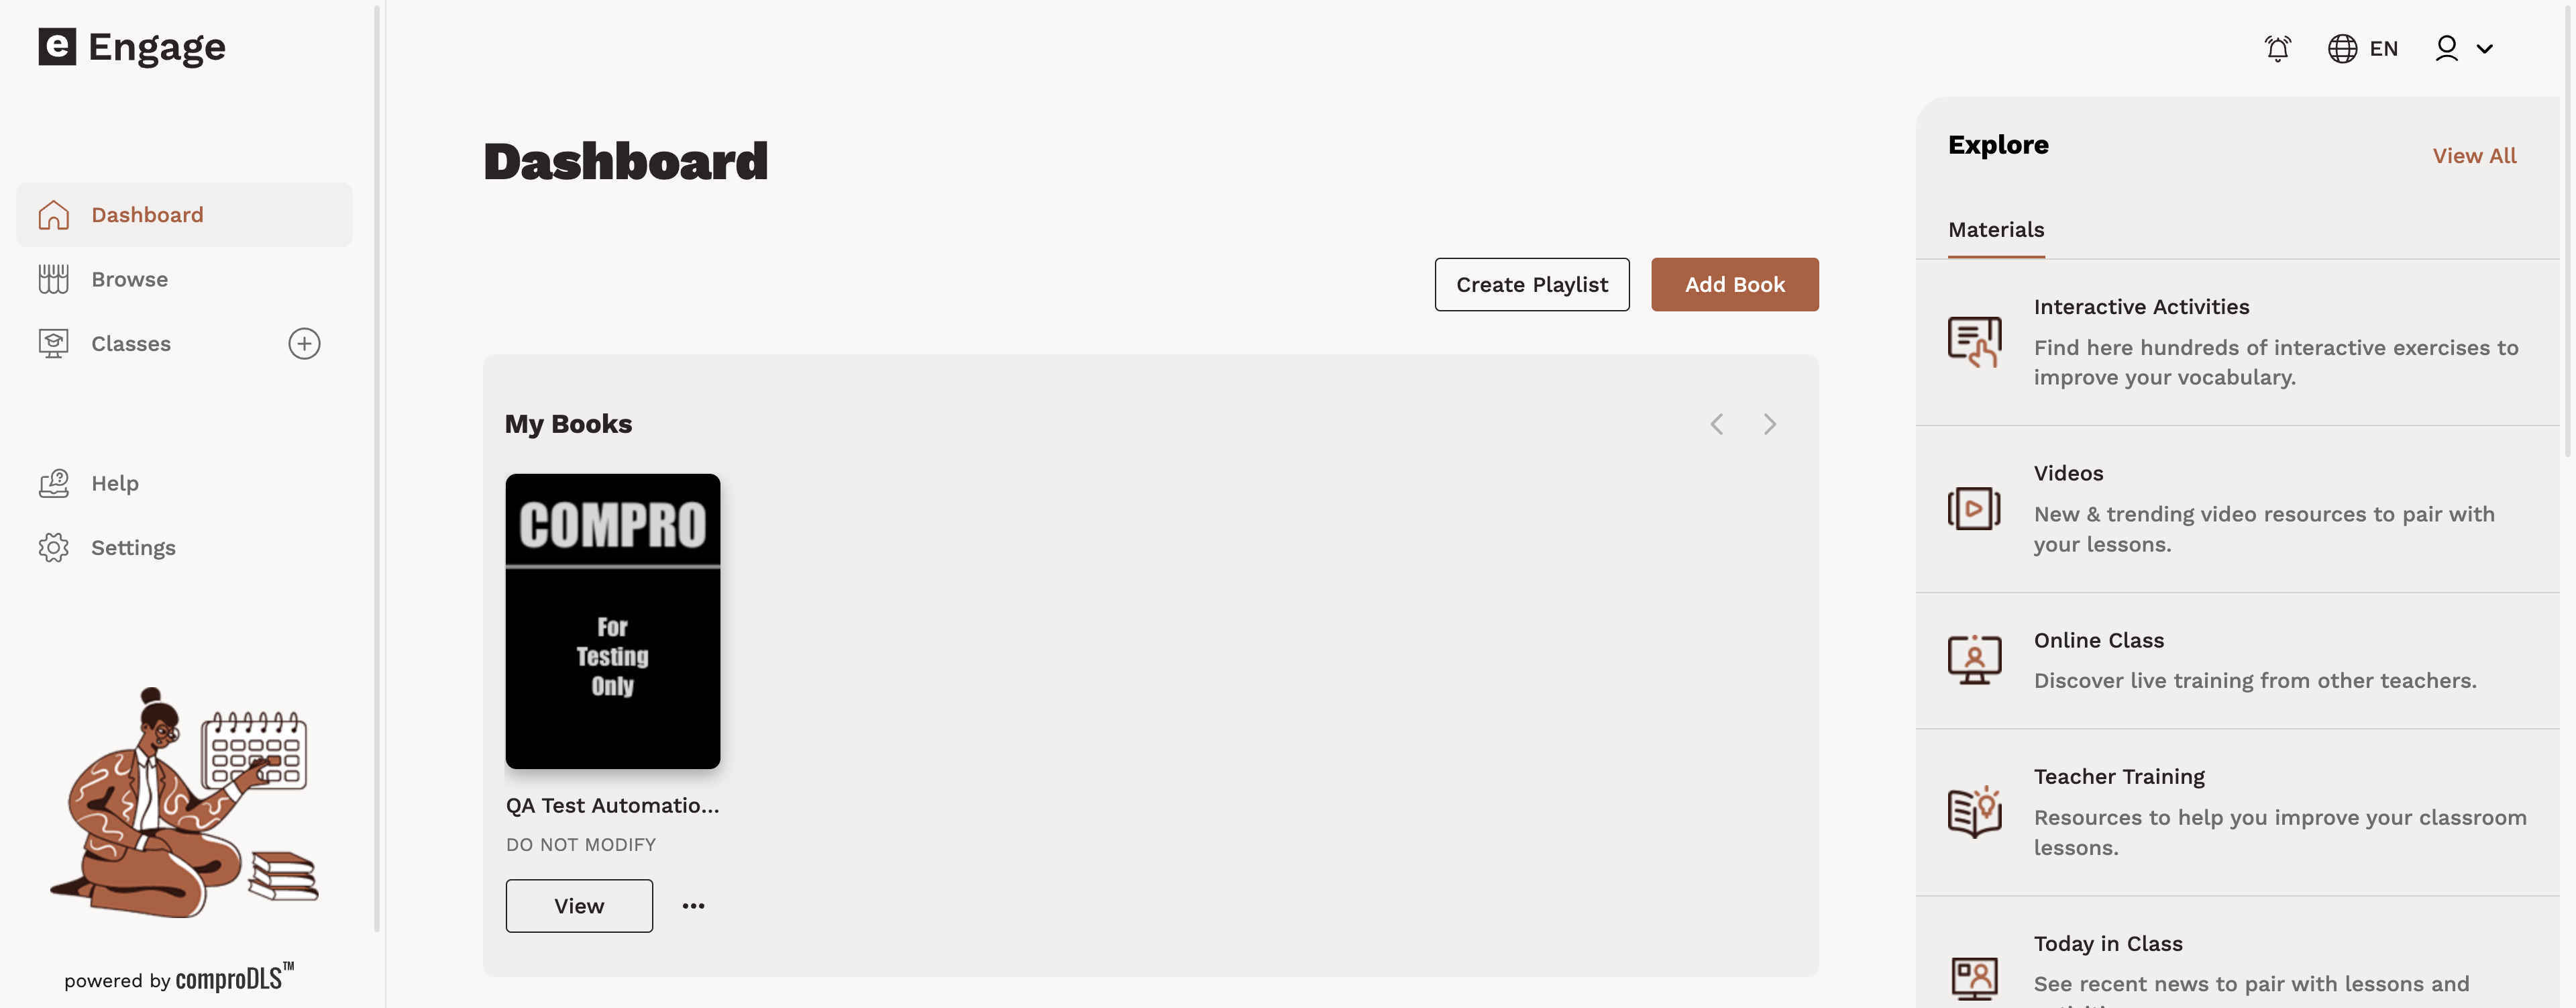 e Engage
EN
Dashboard
Browse
Classes
Help
Settings
powered by comproDLS™
Dashboard
Create Playlist
Add Book
My Books
COMPRO
For
Testing
Only
QA Test Automatio...
DO NOT MODIFY
View
Explore
View All
Materials
Interactive Activities
Find here hundreds of interactive exercises to
improve your vocabulary.
Videos
New & trending video resources to pair with
your lessons.
Online Class
Discover live training from other teachers.
Teacher Training
Resources to help you improve your classroom
lessons.
Today in Class
See recent news to pair with lessons and